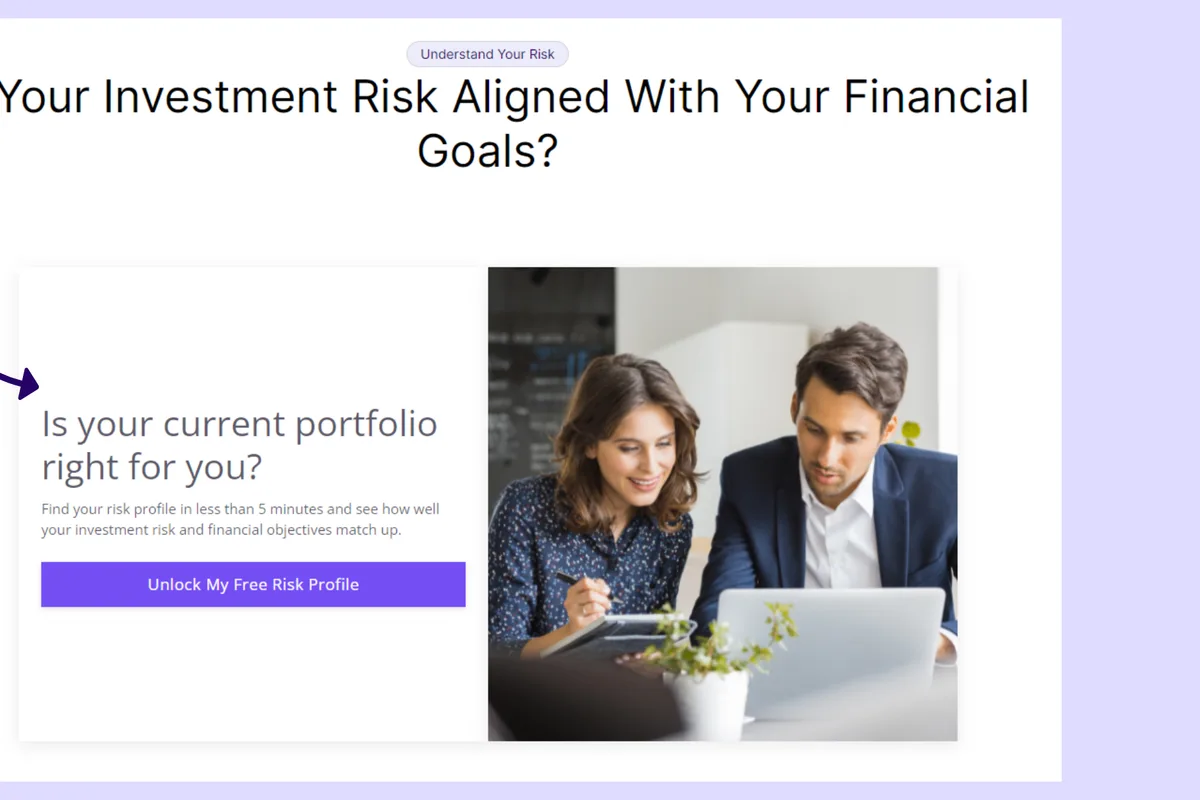 Understand Your Risk
Your Investment Risk Aligned With Your Financial
Goals?
Is your current portfolio
right for you?
Find your risk profile in less than 5 minutes and see how well
your investment risk and financial objectives match up.
Unlock My Free Risk Profile